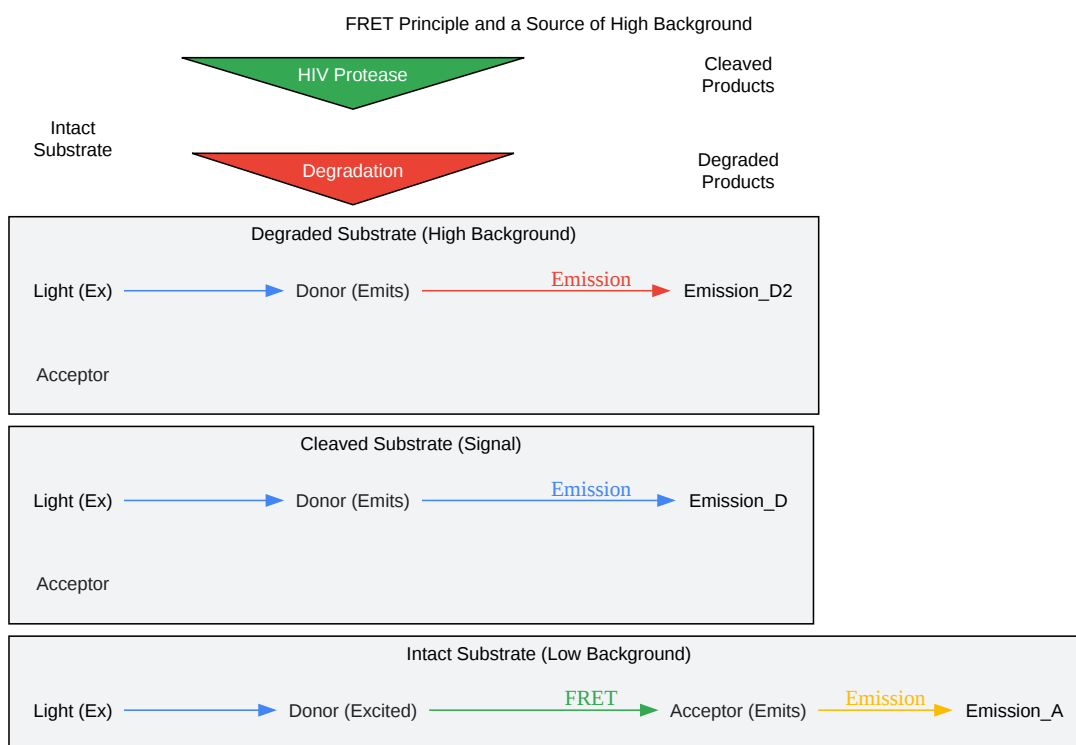 FRET Principle and a Source of High Background
HIV Protease
Cleaved
Products
Intact
Substrate
Degradation
Degraded
Products
Degraded Substrate (High Background)
Light (Ex)
Donor (Emits)
Emission
Emission_D2
Acceptor
Cleaved Substrate (Signal)
Light (Ex)
Donor (Emits)
Emission
Emission_D
Acceptor
Intact Substrate (Low Background)
Light (Ex)
Donor (Excited)
FRET
Acceptor (Emits)
Emission
Emission_A